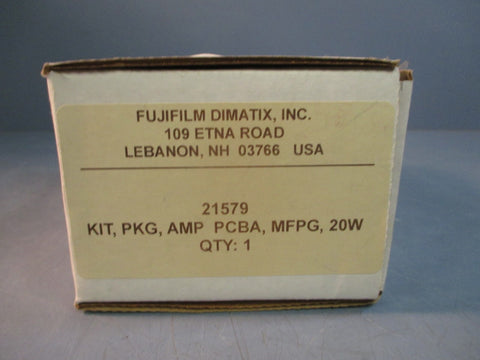 FUJIFILM DIMATIX, INC.
109 ETNA ROAD
LEBANON, NH 03766 USA
21579
KIT, PKG, AMP PCBA, MFPG, 20W
QTY: 1